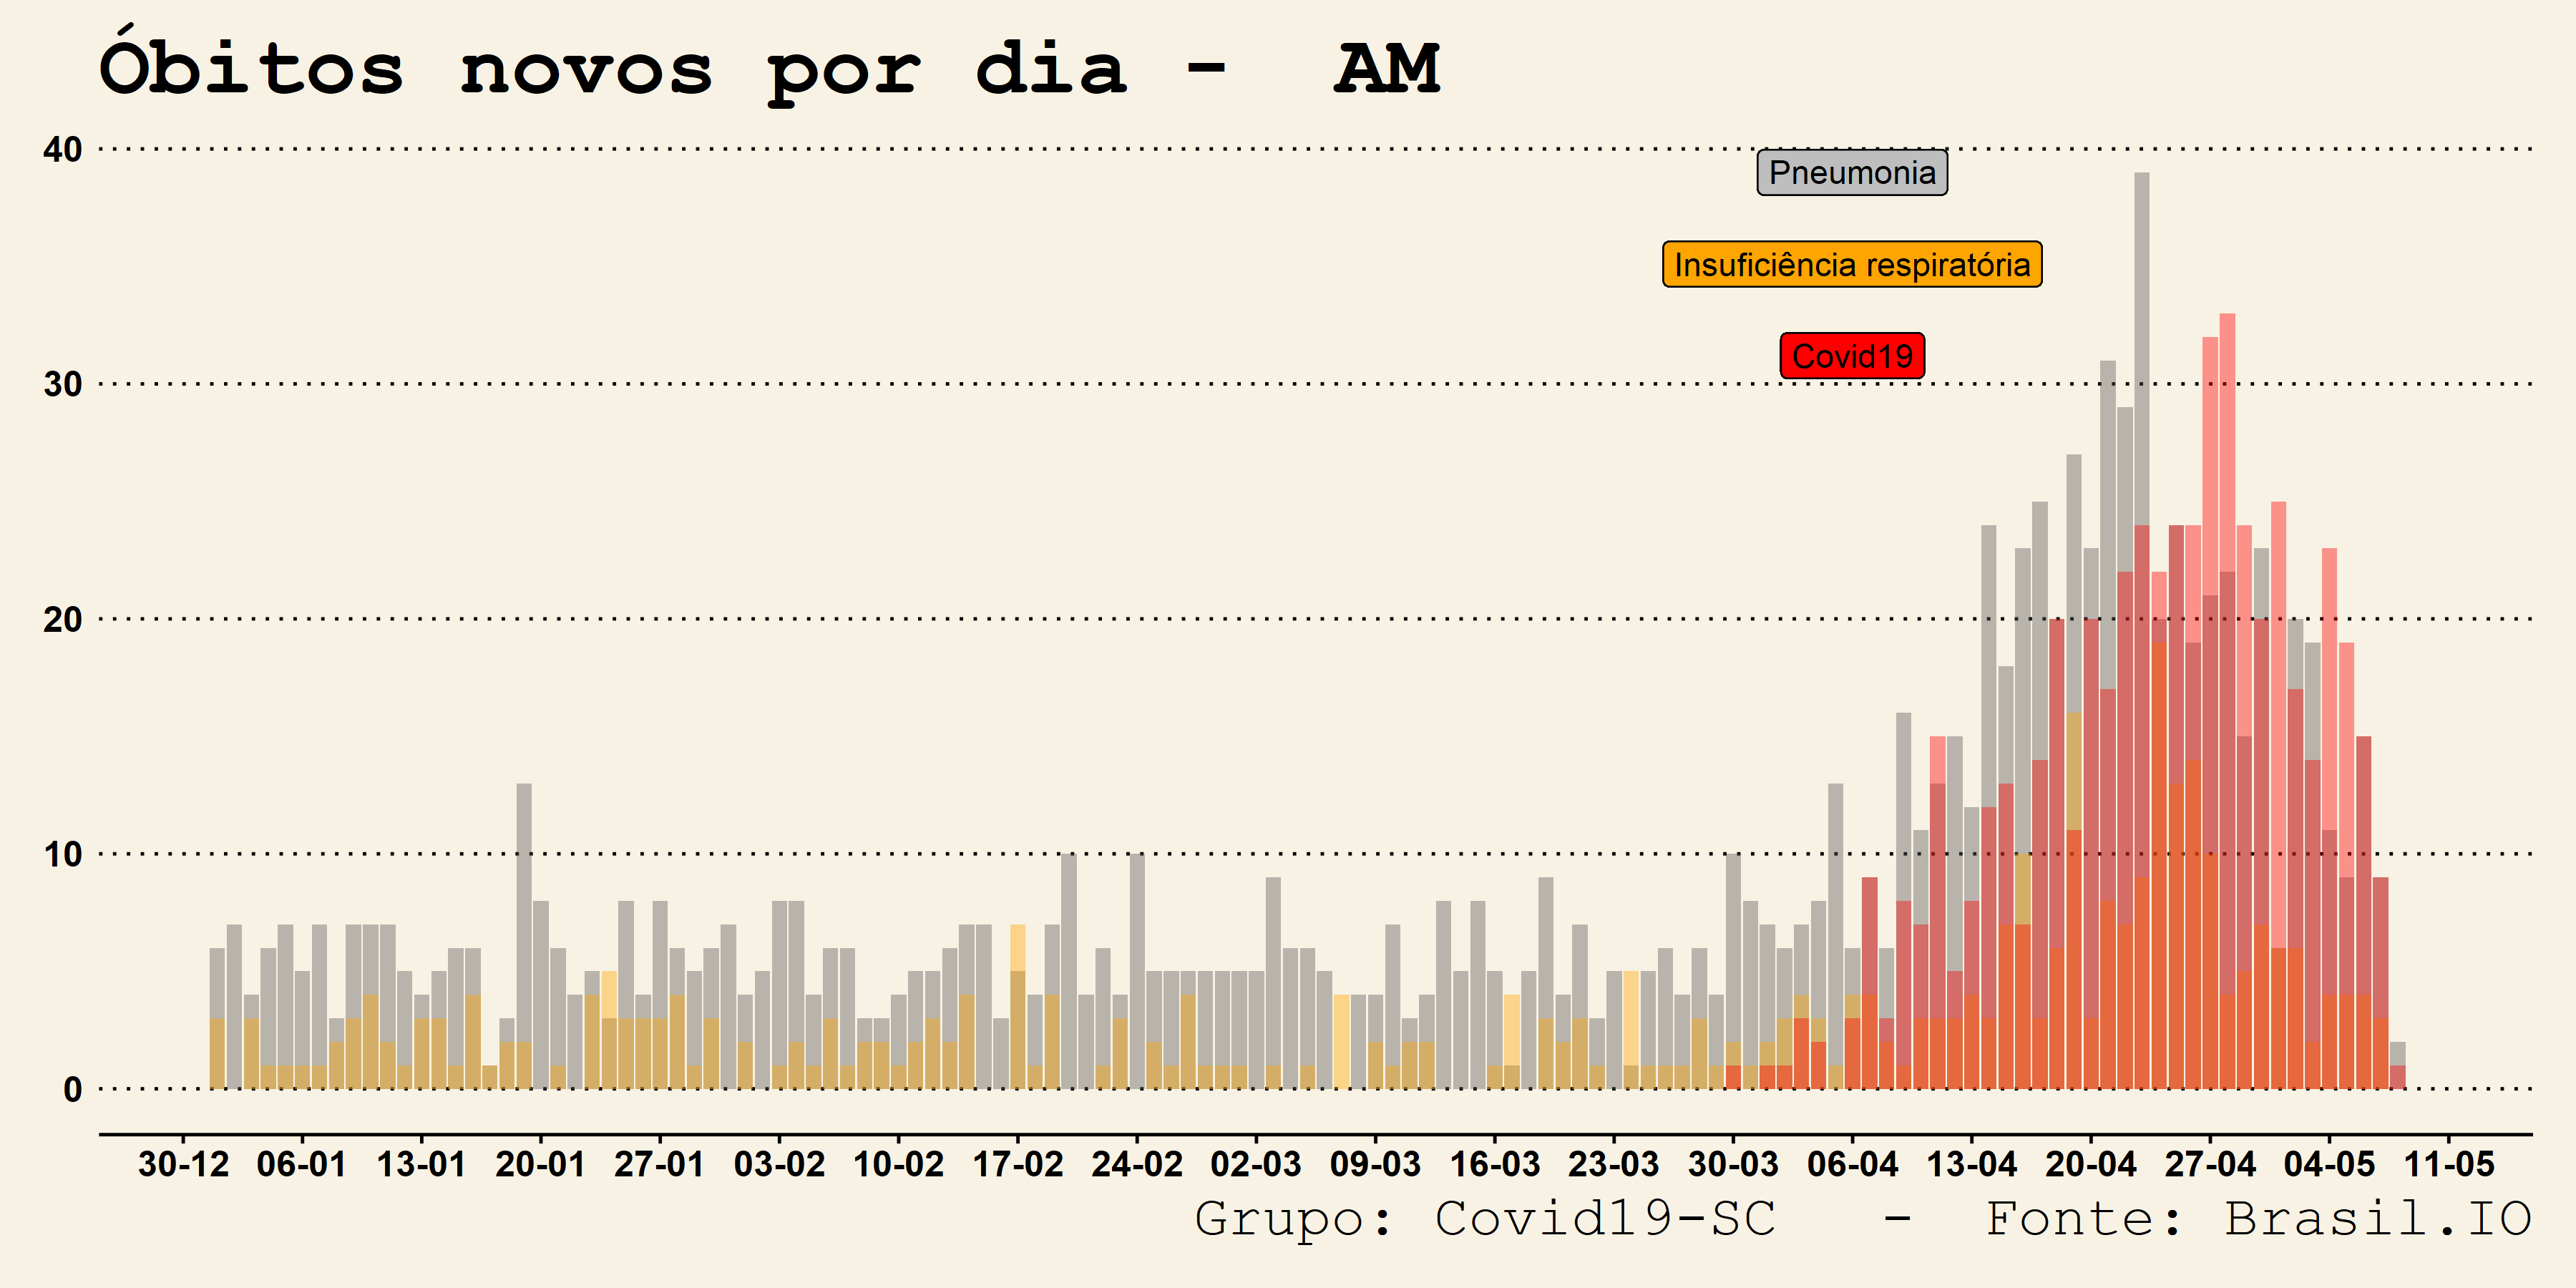 Óbitos novos por dia -  AM
40
Pneumonia
Insuficiência respiratória
Covid19
30
20
10
0
30-12 06-01 13-01 20-01 27-01 03-02 10-02 17-02 24-02 02-03 09-03 16-03 23-03 30-03 06-04 13-04 20-04 27-04 04-05 11-05
Grupo: Covid19-SC  -  Fonte: Brasil.IO